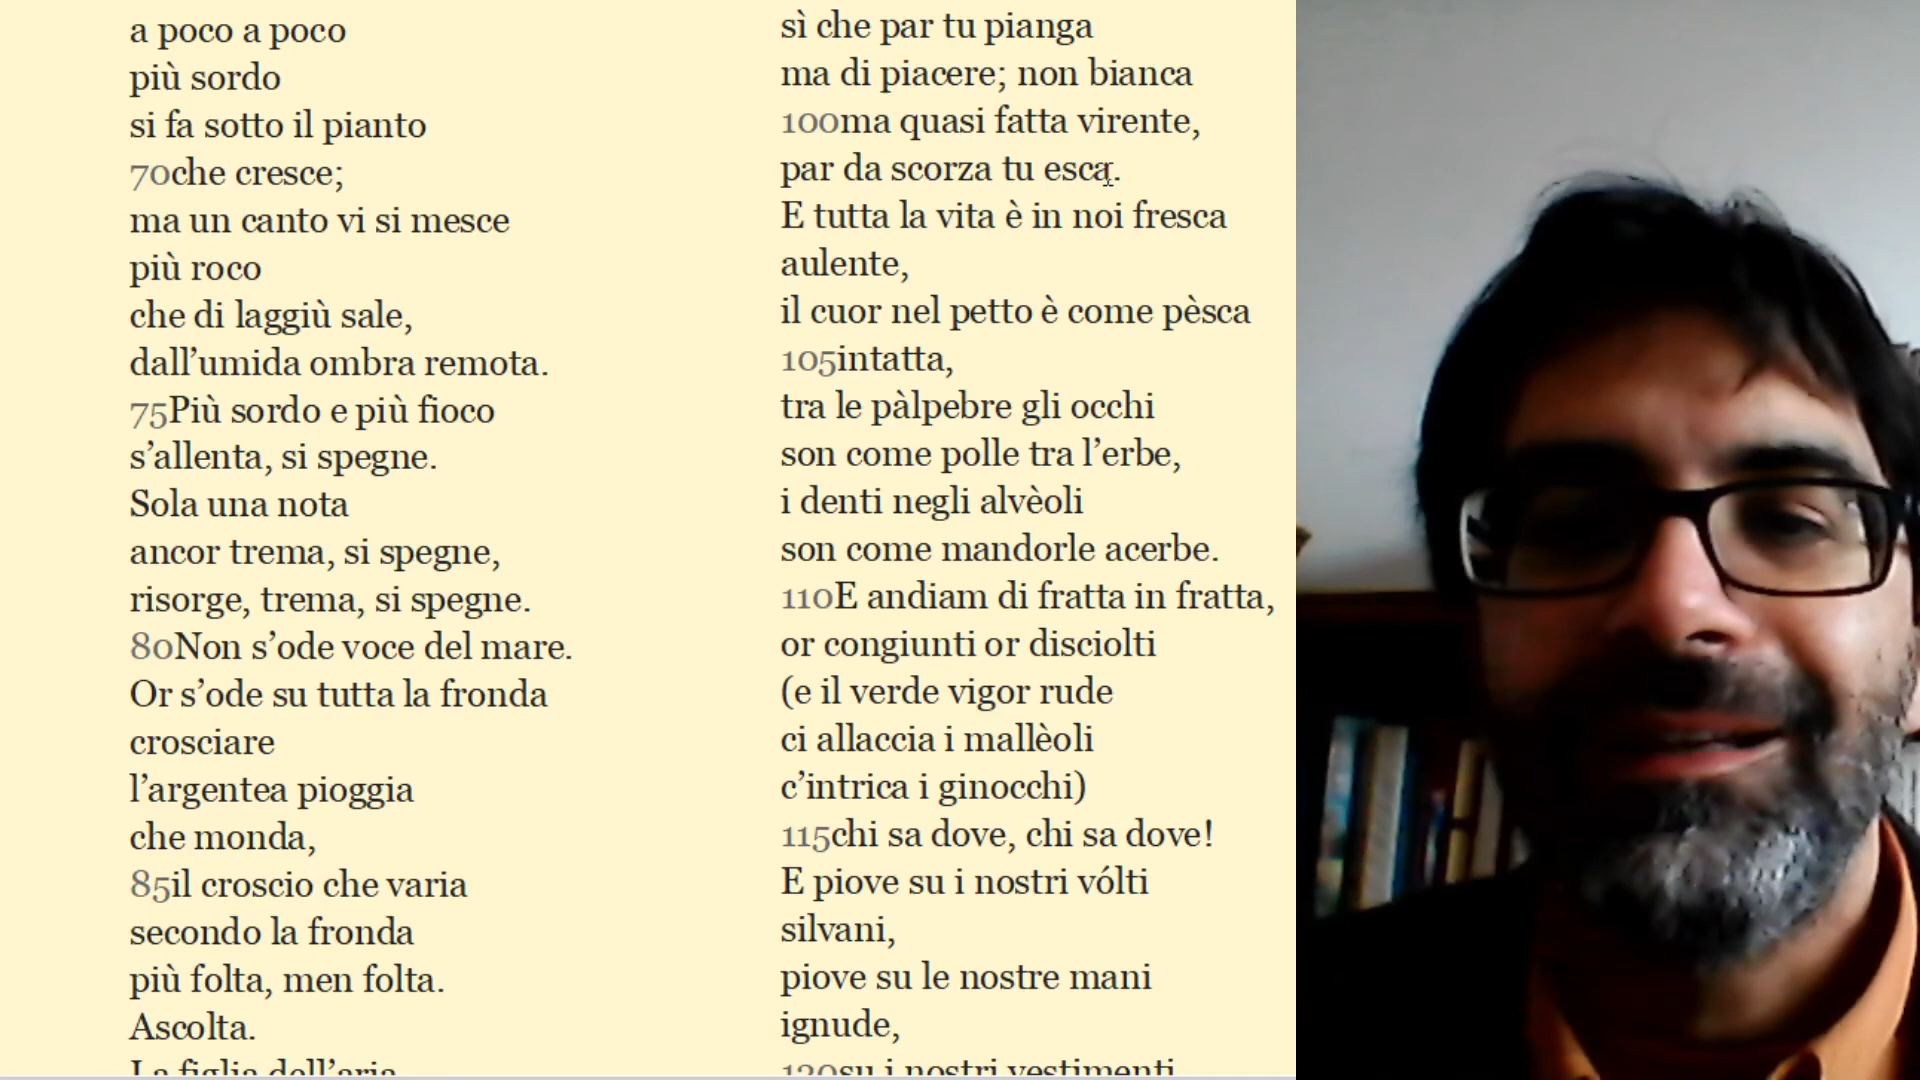 a poco a poco
più sordo
si fa sotto il pianto
70che cresce;
ma un canto vi si mesce
più roco
che di laggiù sale,
dall’umida ombra remota.
75Più sordo e più fioco
s’allenta, si spegne.
Sola una nota
ancor trema, si spegne,
risorge, trema, si spegne.
80Non s’ode voce del mare.
Or s’ode su tutta la fronda
crosciare
l’argentea pioggia
che monda,
85il croscio che varia
secondo la fronda
più folta, men folta.
Ascolta.
La figlia dell’aria
sì che par tu pianga
ma di piacere; non bianca
100ma quasi fatta virente,
par da scorza tu esca.
E tutta la vita è in noi fresca
aulente,
il cuor nel petto è come pèsca
105intatta,
tra le pàlpebre gli occhi
son come polle tra l’erbe,
i denti negli alvèoli
son come mandorle acerbe.
110E andiam di fratta in fratta,
or congiunti or disciolti
(e il verde vigor rude
ci allaccia i mallèoli
c’intrica i ginocchi)
115chi sa dove, chi sa dove!
E piove su i nostri vólti
silvani,
piove su le nostre mani
ignude,
120su i nostri vestimenti